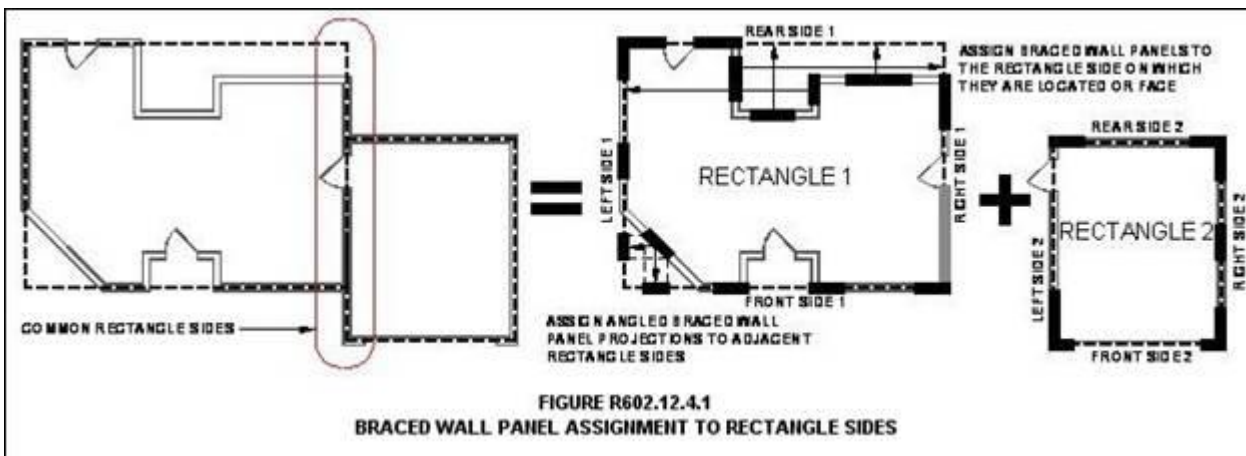 COMMON RECTANGLE SIDES
REAR SIDE 1
ASSIGN BRACED WALL PANELS TO
THE RECTANGLE SIDE ON WHICH
THEY ARE LOCATED OR FACE
LEFT SIDE 1
RECTANGLE 1
RIGHT SIDE 1
FRONT SIDE 1
ASSIGN ANGLED BRACED WALL
PANEL PROJECTIONS TO ADJACENT
RECTANGLE SIDES
REAR SIDE 2
LEFT SIDE 2
RECTANGLE 2
RIGHT SIDE 2
FRONT SIDE 2
FIGURE R602.12.4.1
BRACED WALL PANEL ASSIGNMENT TO RECTANGLE SIDES